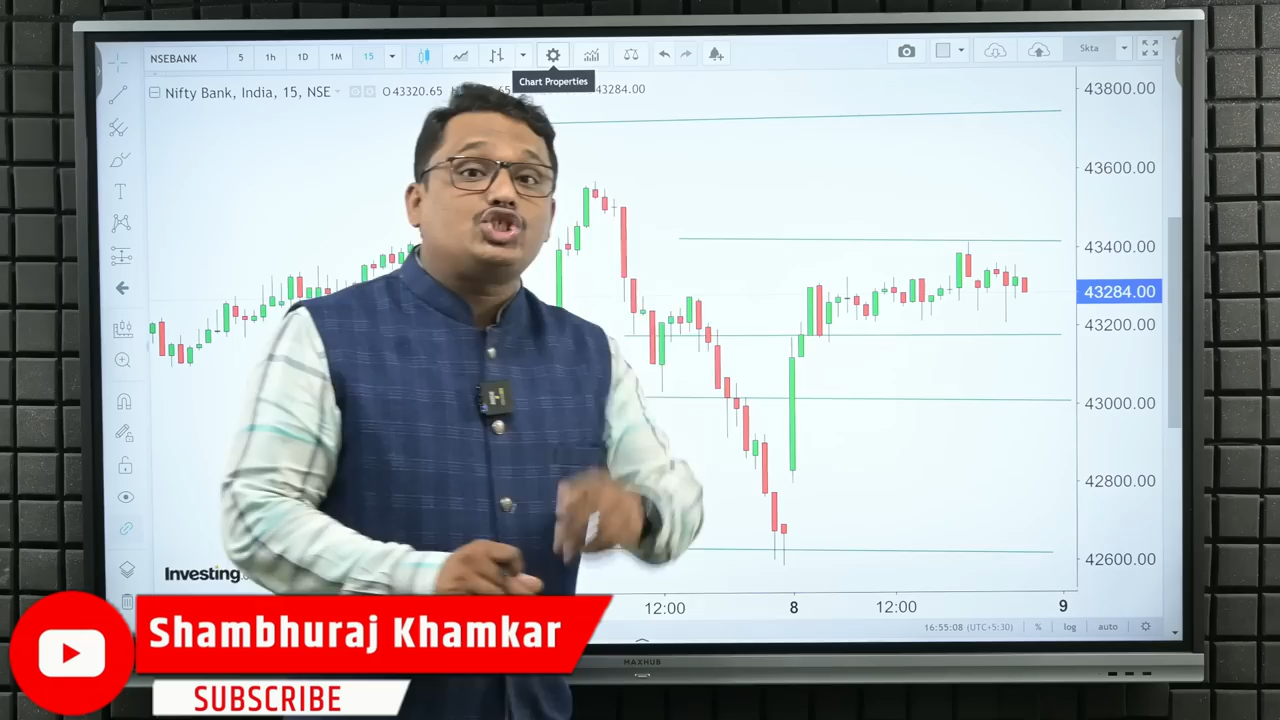 NSEBANK 5 1h 1D 1M 15 Skta
Chart Properties
Nifty Bank, India, 15, NSE O43320.65 43284.00
43800.00
43600.00
43400.00
43284.00
43200.00
43000.00
42800.00
42600.00
Investing
12:00 8 12:00 9
16:55:08 (UTC+5:30) % log auto
MAXHUB
Shambhuraj Khamkar
SUBSCRIBE